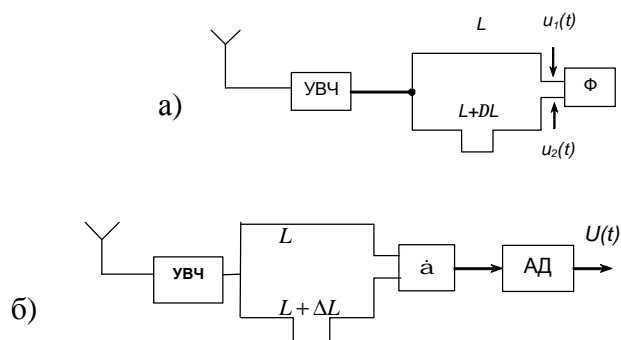 L
u₁(t)
УВЧ
Ф
а)
L+DL
u₂(t)
L
U(t)
УВЧ
ȧ
АД
б)
L + ΔL